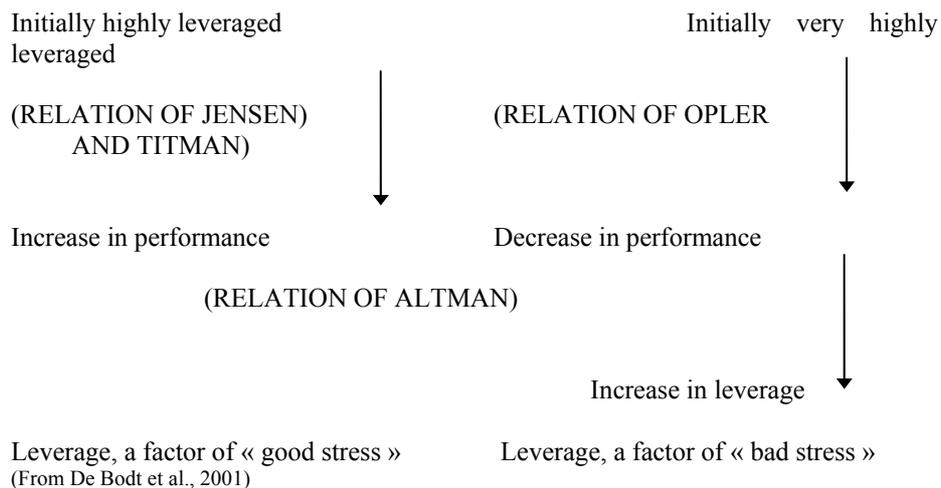 Initially highly leveraged Initially very highly
leveraged
(RELATION OF JENSEN) (RELATION OF OPLER
AND TITMAN)
Increase in performance Decrease in performance
(RELATION OF ALTMAN)
Increase in leverage
Leverage, a factor of « good stress » Leverage, a factor of « bad stress »
(From De Bodt et al., 2001)